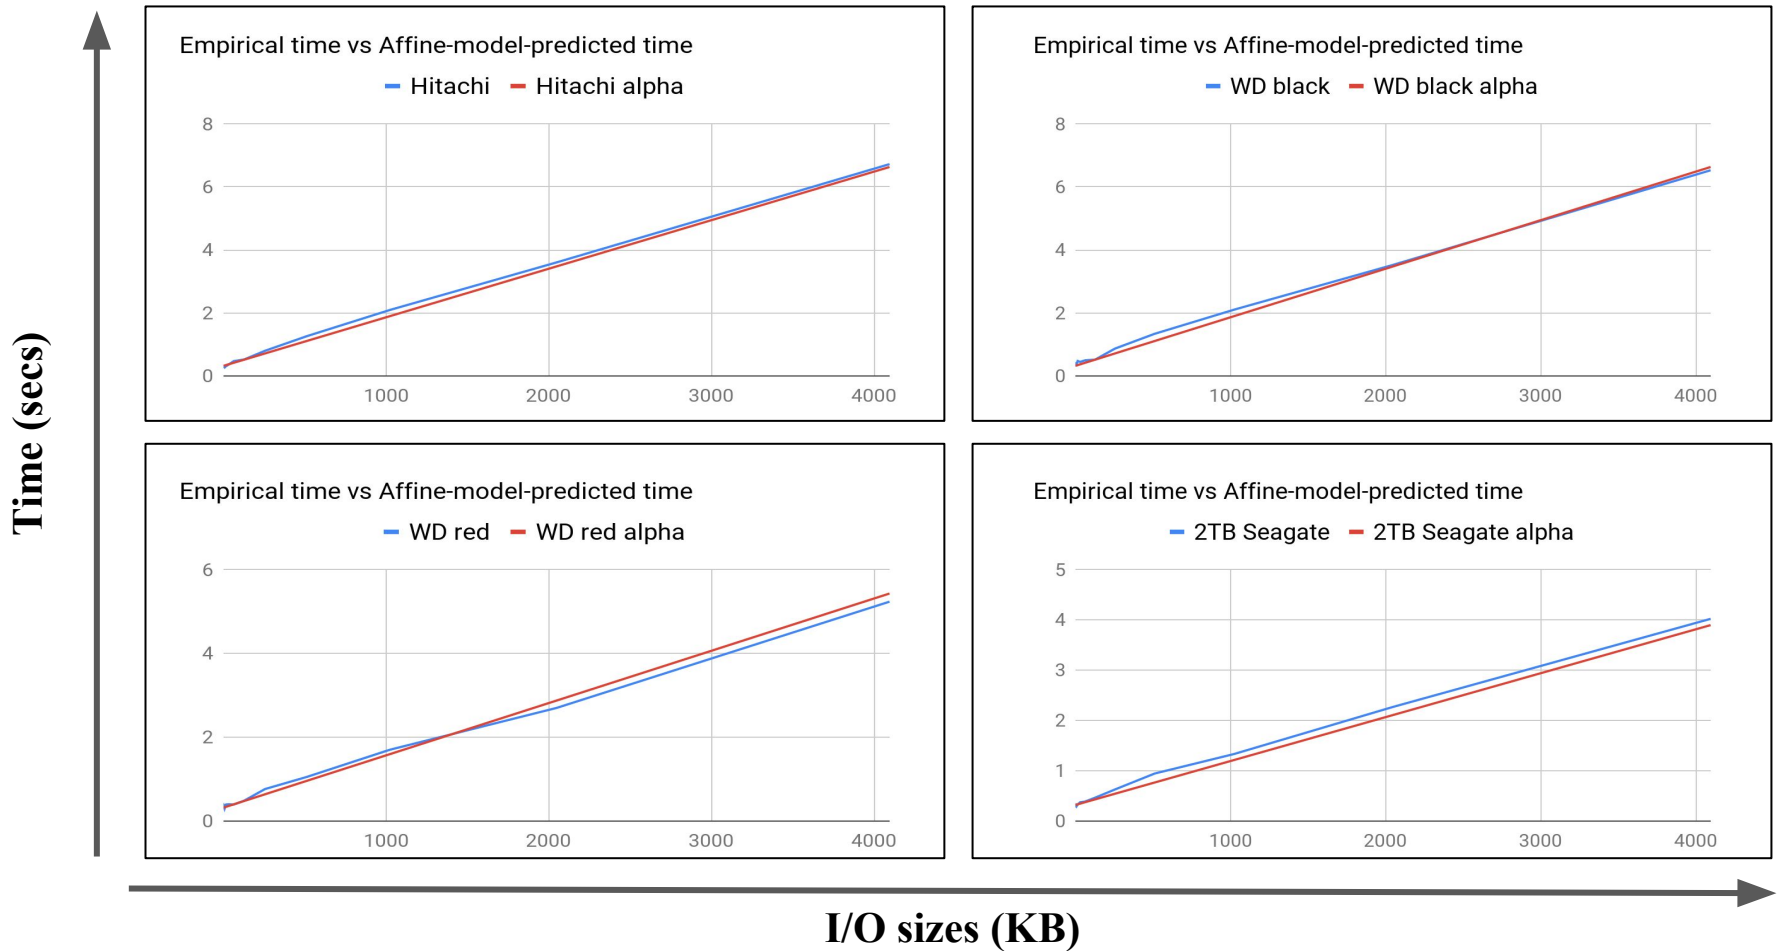 Time (secs)
Empirical time vs Affine-model-predicted time
Hitachi Hitachi alpha
8
6
4
2
0
1000 2000 3000 4000
Empirical time vs Affine-model-predicted time
WD black WD black alpha
8
6
4
2
0
1000 2000 3000 4000
Empirical time vs Affine-model-predicted time
WD red WD red alpha
6
4
2
0
1000 2000 3000 4000
Empirical time vs Affine-model-predicted time
2TB Seagate 2TB Seagate alpha
5
4
3
2
1
0
1000 2000 3000 4000
I/O sizes (KB)